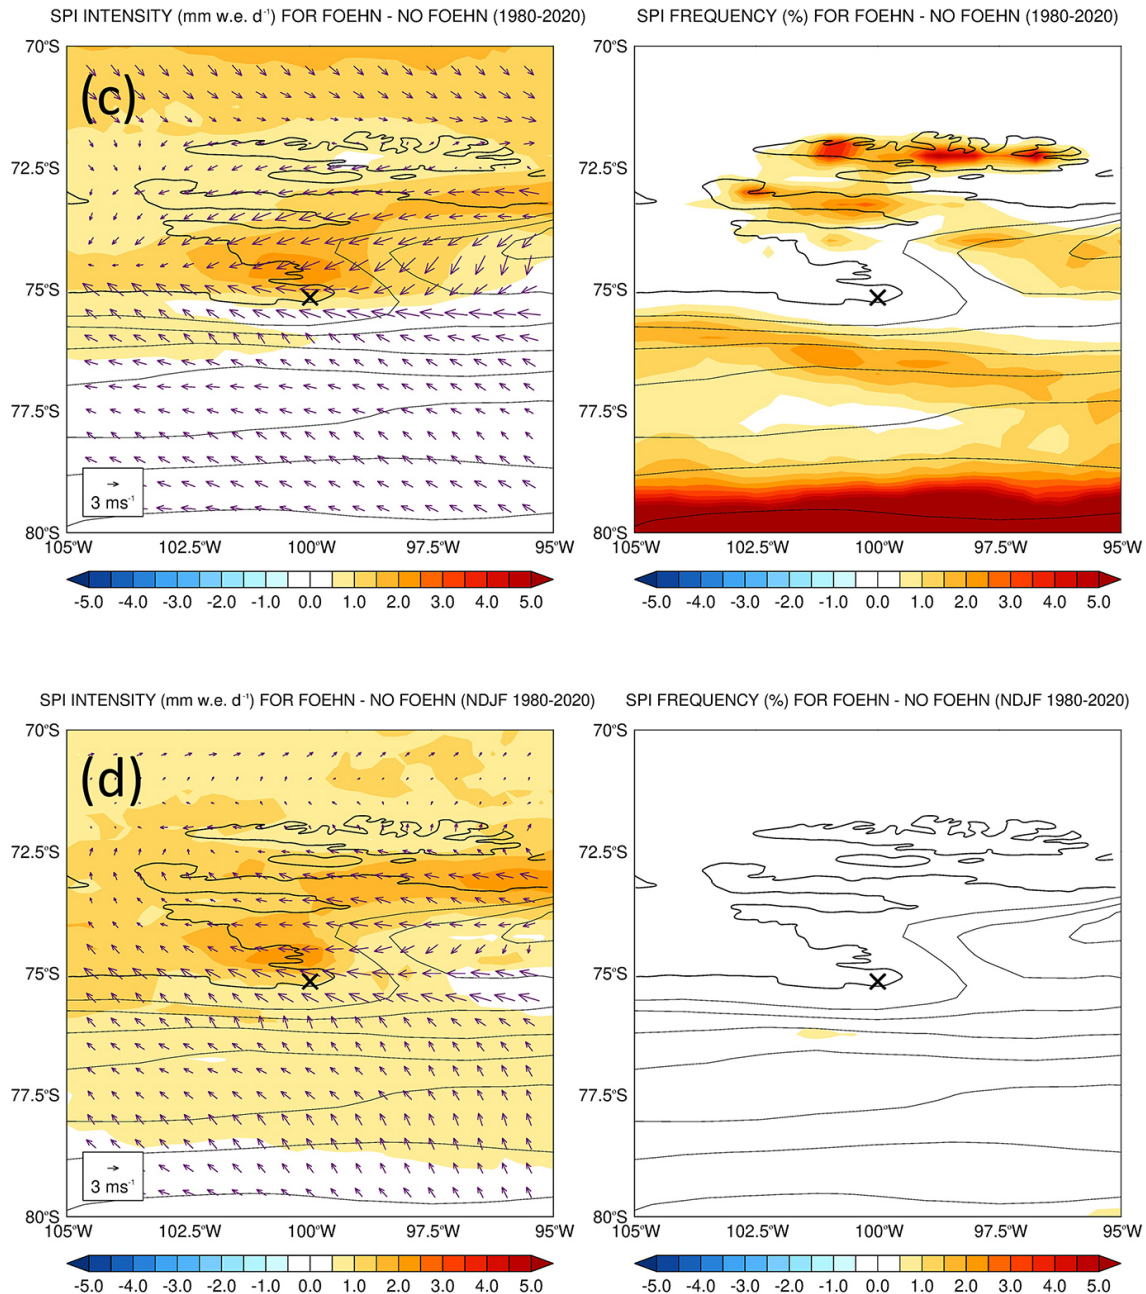 SPI INTENSITY (mm w.e. d⁻¹) FOR FOEHN - NO FOEHN (1980-2020)
SPI FREQUENCY (%) FOR FOEHN - NO FOEHN (1980-2020)
(c)
70°S
72.5°S
75°S
77.5°S
80°S
3 ms⁻¹
105°W 102.5°W 100°W 97.5°W 95°W
-5.0 -4.0 -3.0 -2.0 -1.0 0.0 1.0 2.0 3.0 4.0 5.0
70°S
72.5°S
75°S
77.5°S
80°S
105°W 102.5°W 100°W 97.5°W 95°W
-5.0 -4.0 -3.0 -2.0 -1.0 0.0 1.0 2.0 3.0 4.0 5.0
SPI INTENSITY (mm w.e. d⁻¹) FOR FOEHN - NO FOEHN (NDJF 1980-2020)
SPI FREQUENCY (%) FOR FOEHN - NO FOEHN (NDJF 1980-2020)
(d)
70°S
72.5°S
75°S
77.5°S
80°S
3 ms⁻¹
105°W 102.5°W 100°W 97.5°W 95°W
-5.0 -4.0 -3.0 -2.0 -1.0 0.0 1.0 2.0 3.0 4.0 5.0
70°S
72.5°S
75°S
77.5°S
80°S
105°W 102.5°W 100°W 97.5°W 95°W
-5.0 -4.0 -3.0 -2.0 -1.0 0.0 1.0 2.0 3.0 4.0 5.0